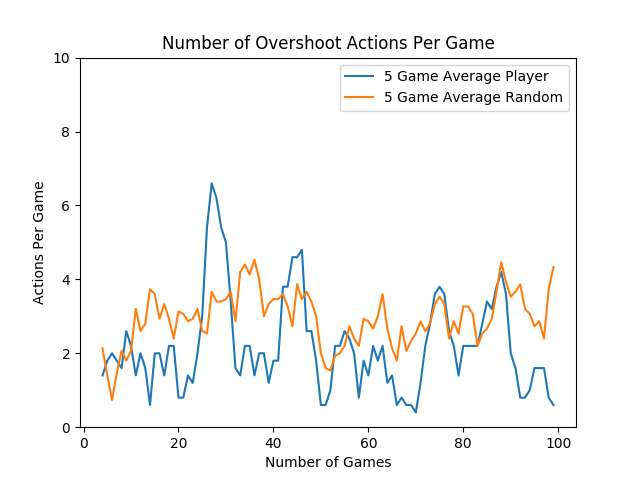 Number of Overshoot Actions Per Game
5 Game Average Player
5 Game Average Random
Actions Per Game
10
8
6
4
2
0
0 20 40 60 80 100
Number of Games